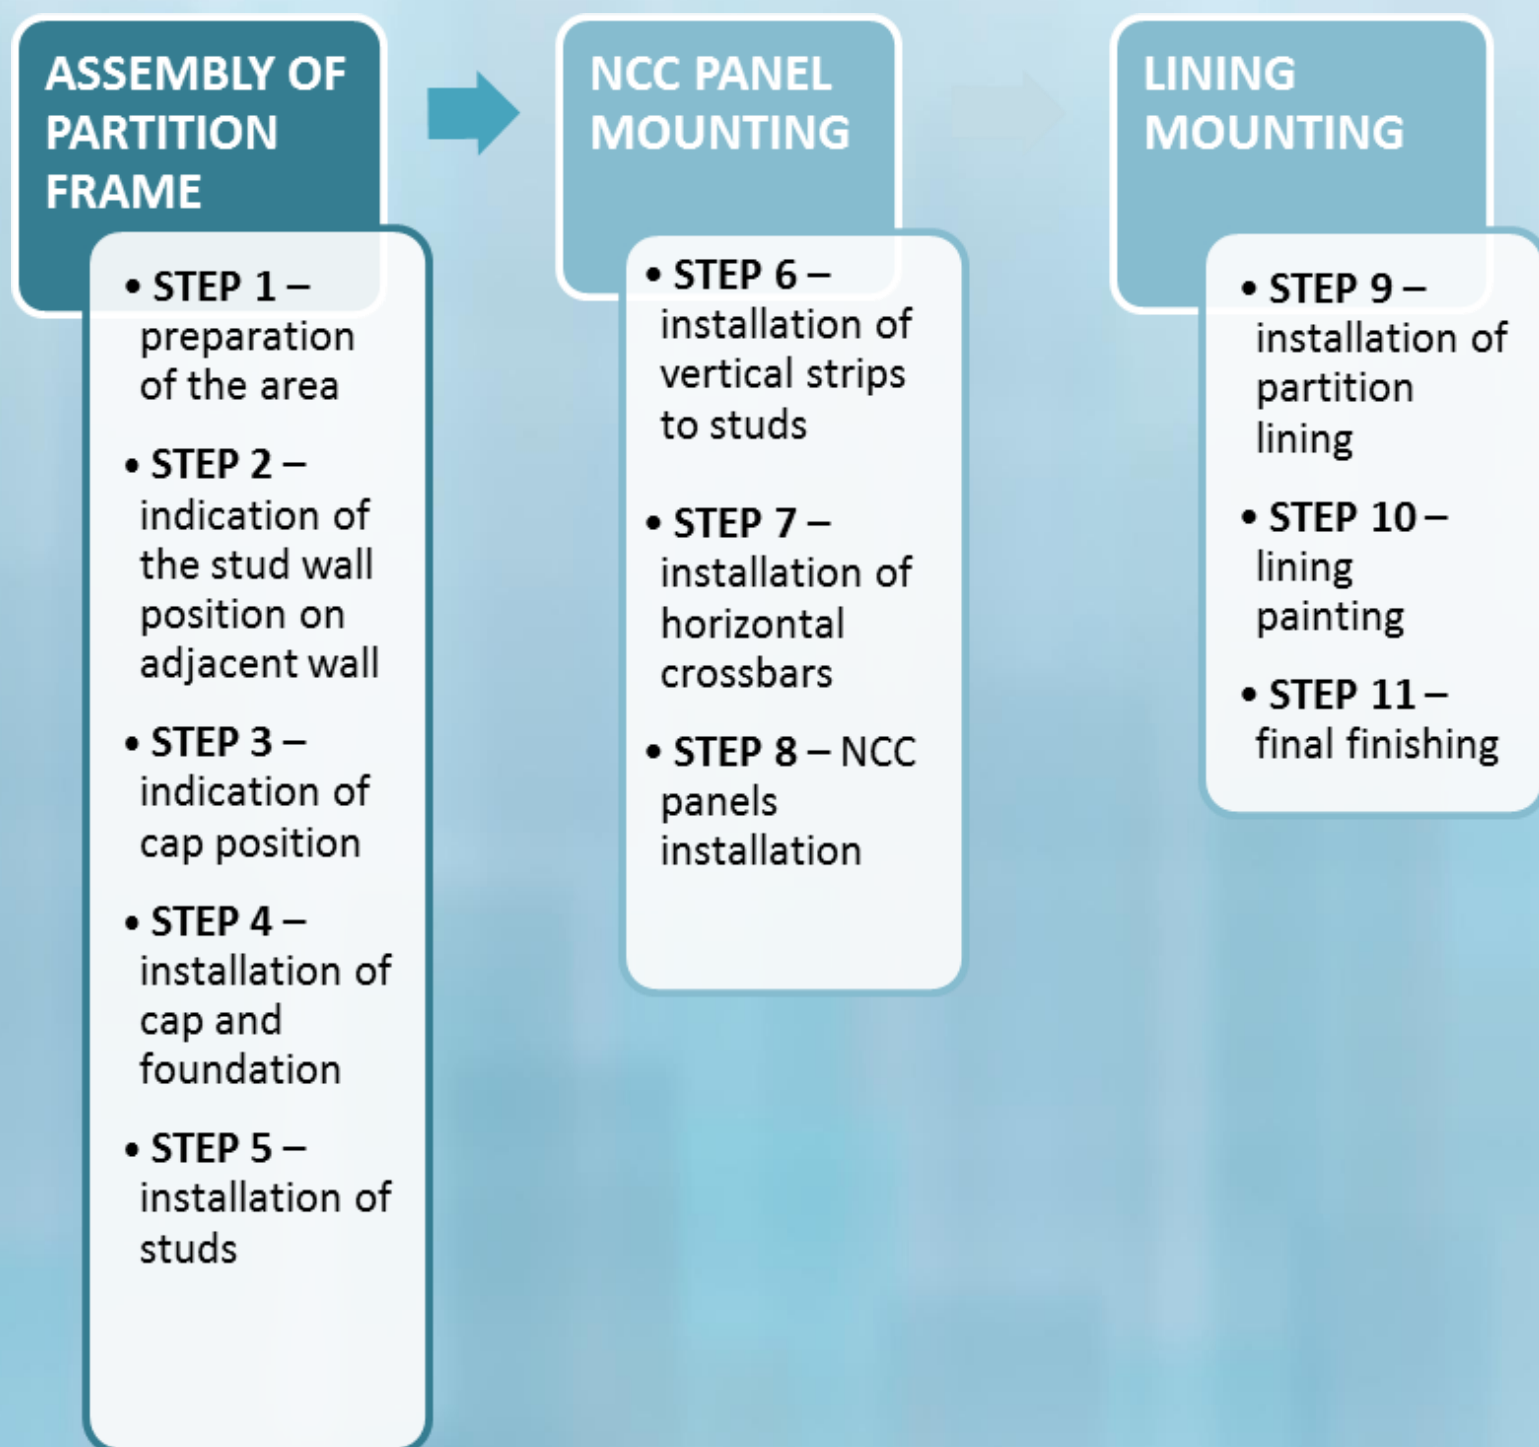 ASSEMBLY OF
PARTITION
FRAME
• STEP 1 –
preparation
of the area
• STEP 2 –
indication of
the stud wall
position on
adjacent wall
• STEP 3 –
indication of
cap position
• STEP 4 –
installation of
cap and
foundation
• STEP 5 –
installation of
studs
NCC PANEL
MOUNTING
• STEP 6 –
installation of
vertical strips
to studs
• STEP 7 –
installation of
horizontal
crossbars
• STEP 8 – NCC
panels
installation
LINING
MOUNTING
• STEP 9 –
installation of
partition
lining
• STEP 10 –
lining
painting
• STEP 11 –
final finishing